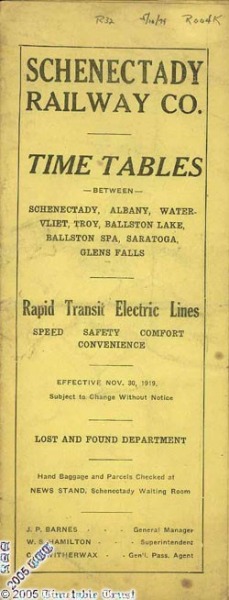 R32
SCHENECTADY
RAILWAY CO.
TIME TABLES
—BETWEEN—
SCHENECTADY, ALBANY, WATER-
VLIET, TROY, BALLSTON LAKE,
BALLSTON SPA, SARATOGA,
GLENS FALLS
Rapid Transit Electric Lines
SPEED SAFETY COMFORT
CONVENIENCE
EFFECTIVE NOV. 30, 1919,
Subject to Change Without Notice
LOST AND FOUND DEPARTMENT
Hand Baggage and Parcels Checked at
NEWS STAND, Schenectady Waiting Room
J. P. BARNES - - - General Manager
W. S. HAMILTON - - Superintendent
C. WITHERWAX - - Gen'l. Pass. Agent
©2005